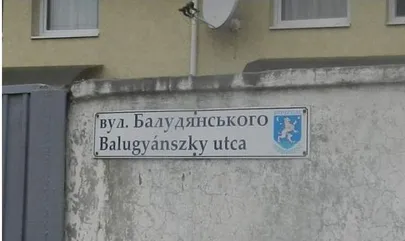 вул. Балудянського
Balugyánszky utca